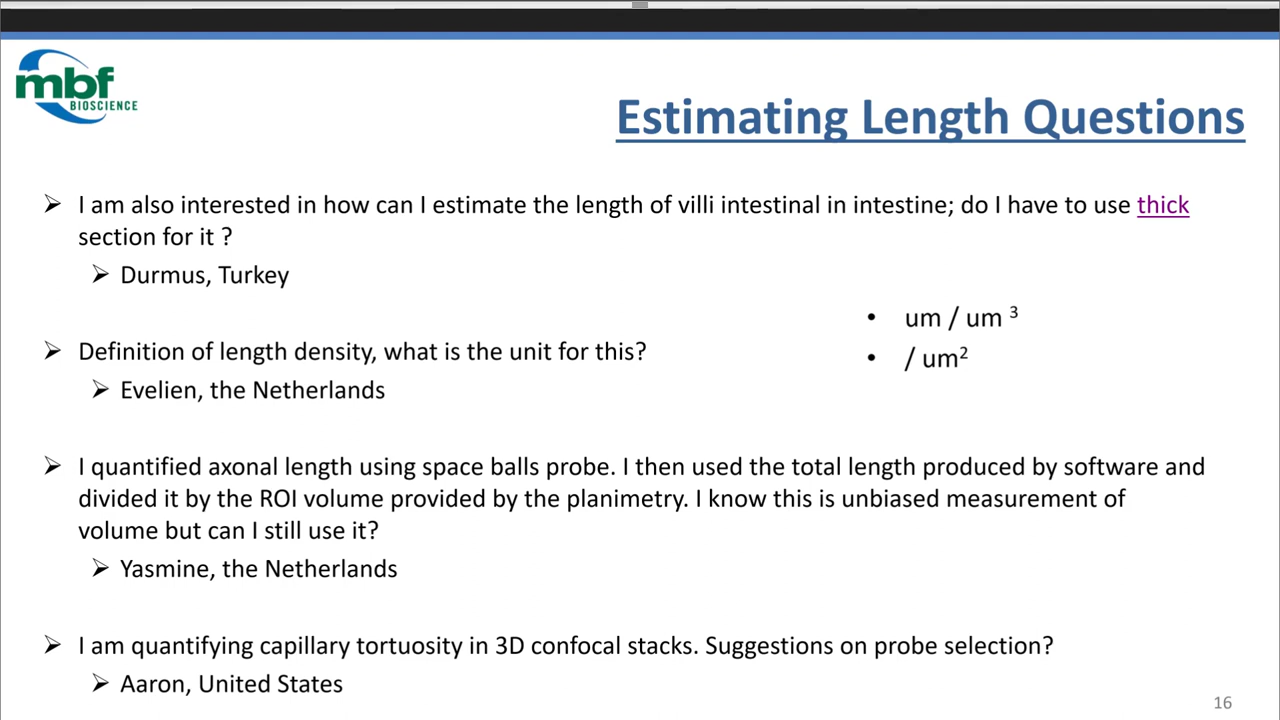 mbf
BIOSCIENCE
Estimating Length Questions
➢ I am also interested in how can I estimate the length of villi intestinal in intestine; do I have to use thick
section for it ?
➢ Durmus, Turkey
• um / um ³
➢ Definition of length density, what is the unit for this?
• / um²
➢ Evelien, the Netherlands
➢ I quantified axonal length using space balls probe. I then used the total length produced by software and
divided it by the ROI volume provided by the planimetry. I know this is unbiased measurement of
volume but can I still use it?
➢ Yasmine, the Netherlands
➢ I am quantifying capillary tortuosity in 3D confocal stacks. Suggestions on probe selection?
➢ Aaron, United States
16